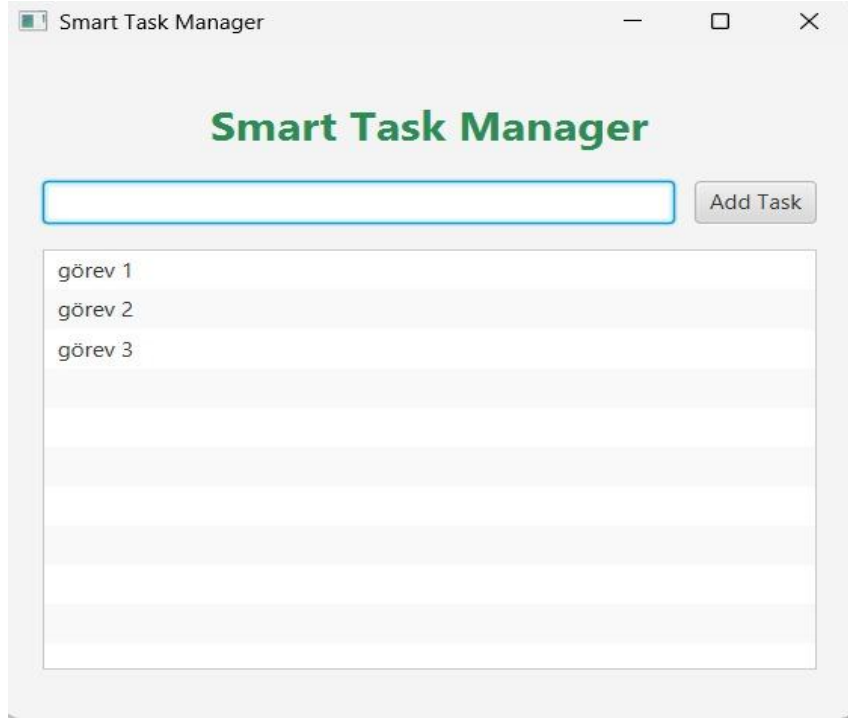 Smart Task Manager
Smart Task Manager
Add Task
görev 1
görev 2
görev 3